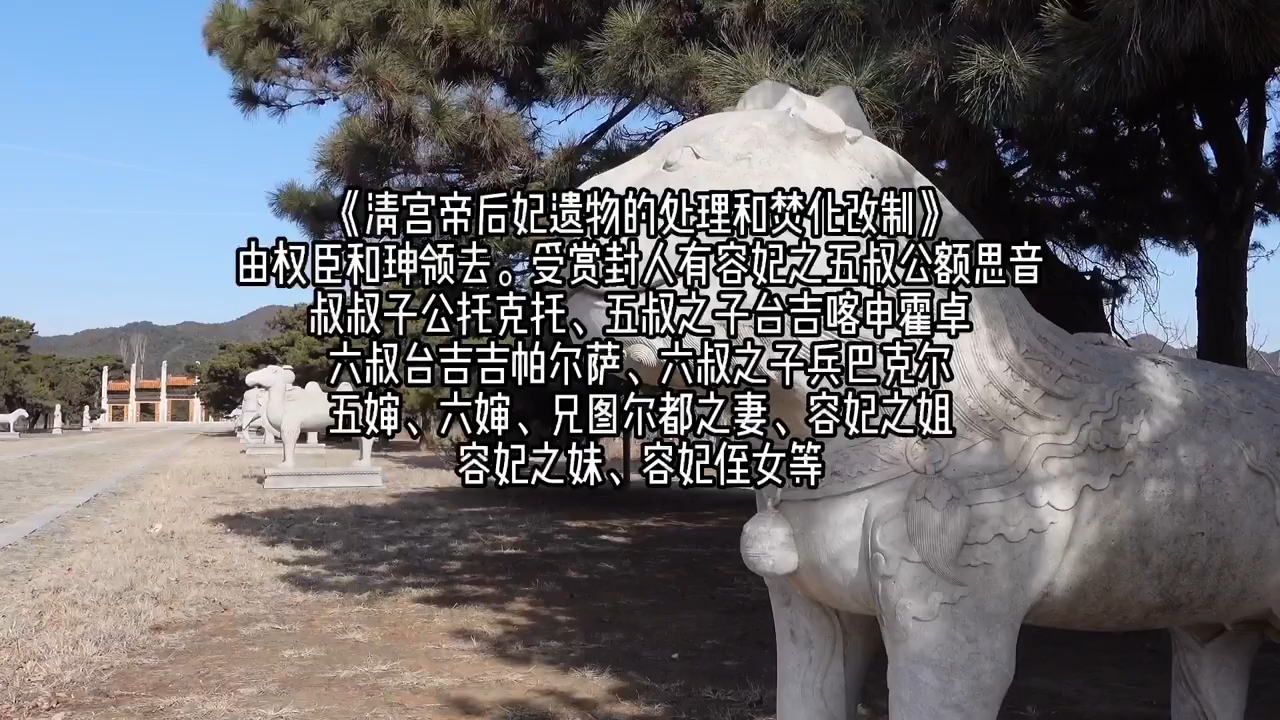 《清宫帝后妃遗物的处理和焚化改制》
由权臣和珅领去。受赏封人有容妃之五叔公额思音
叔叔子公托克托、五叔之子台吉喀申霍卓
六叔台吉吉帕尔萨、六叔之子兵巴克尔
五婶、六婶、兄图尔都之妻、容妃之姐
容妃之妹、容妃侄女等